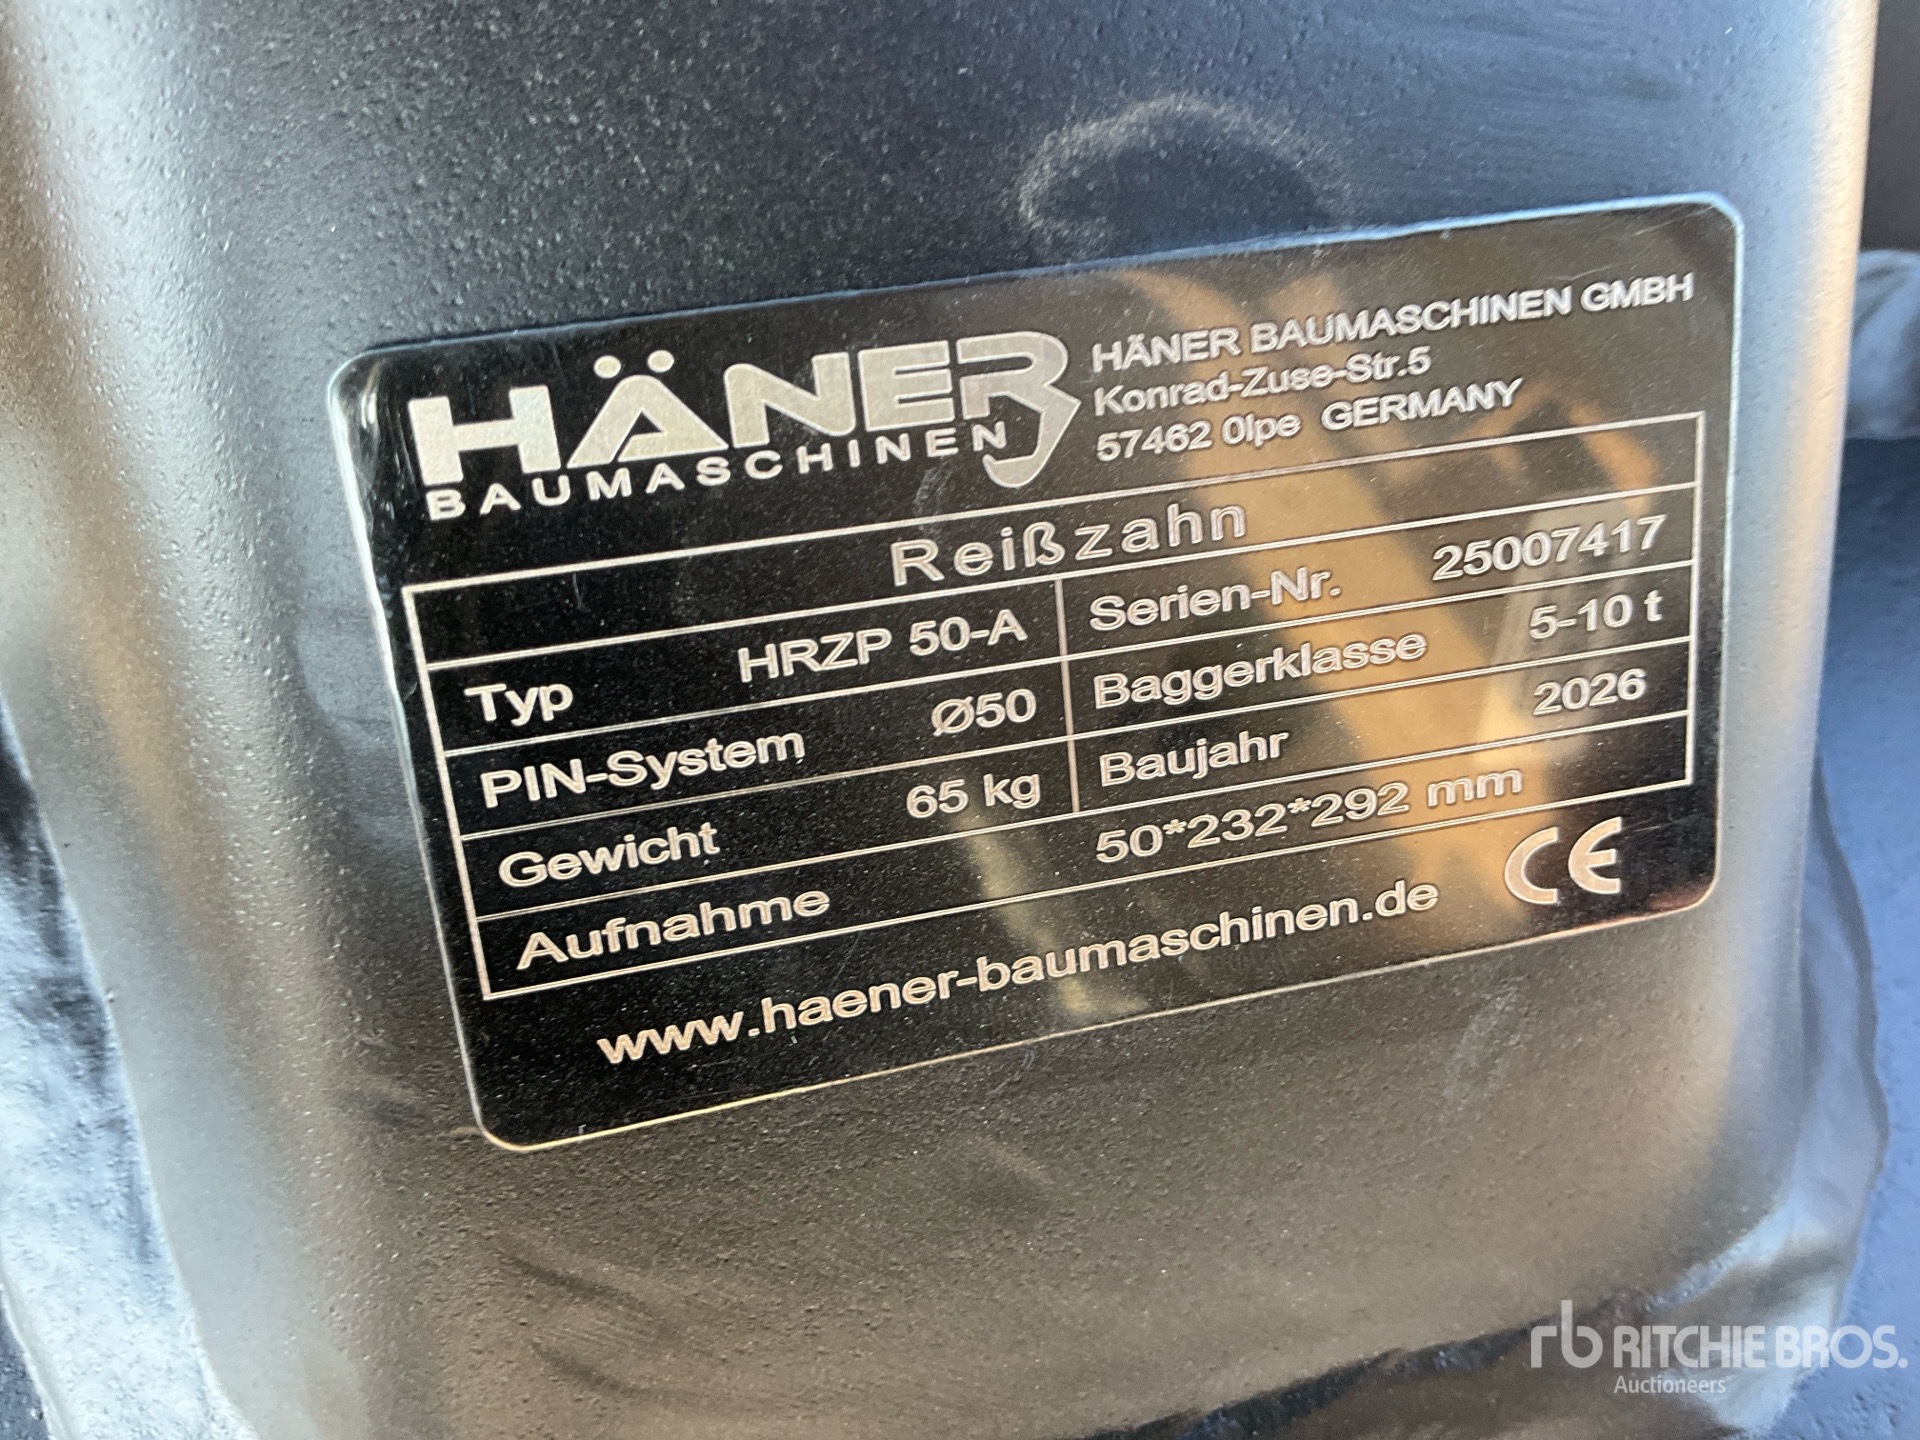 HÄNER
BAUMASCHINEN
HÄNER BAUMASCHINEN GMBH
Konrad-Zuse-Str.5
57462 Olpe GERMANY
Reißzahn
Typ HRZP 50-A Serien-Nr. 25007417
PIN-System Ø50 Baggerklasse 5-10 t
Gewicht 65 kg Baujahr 2026
Aufnahme 50*232*292 mm
www.haener-baumaschinen.de CE
rb RITCHIE BROS.
Auctioneers